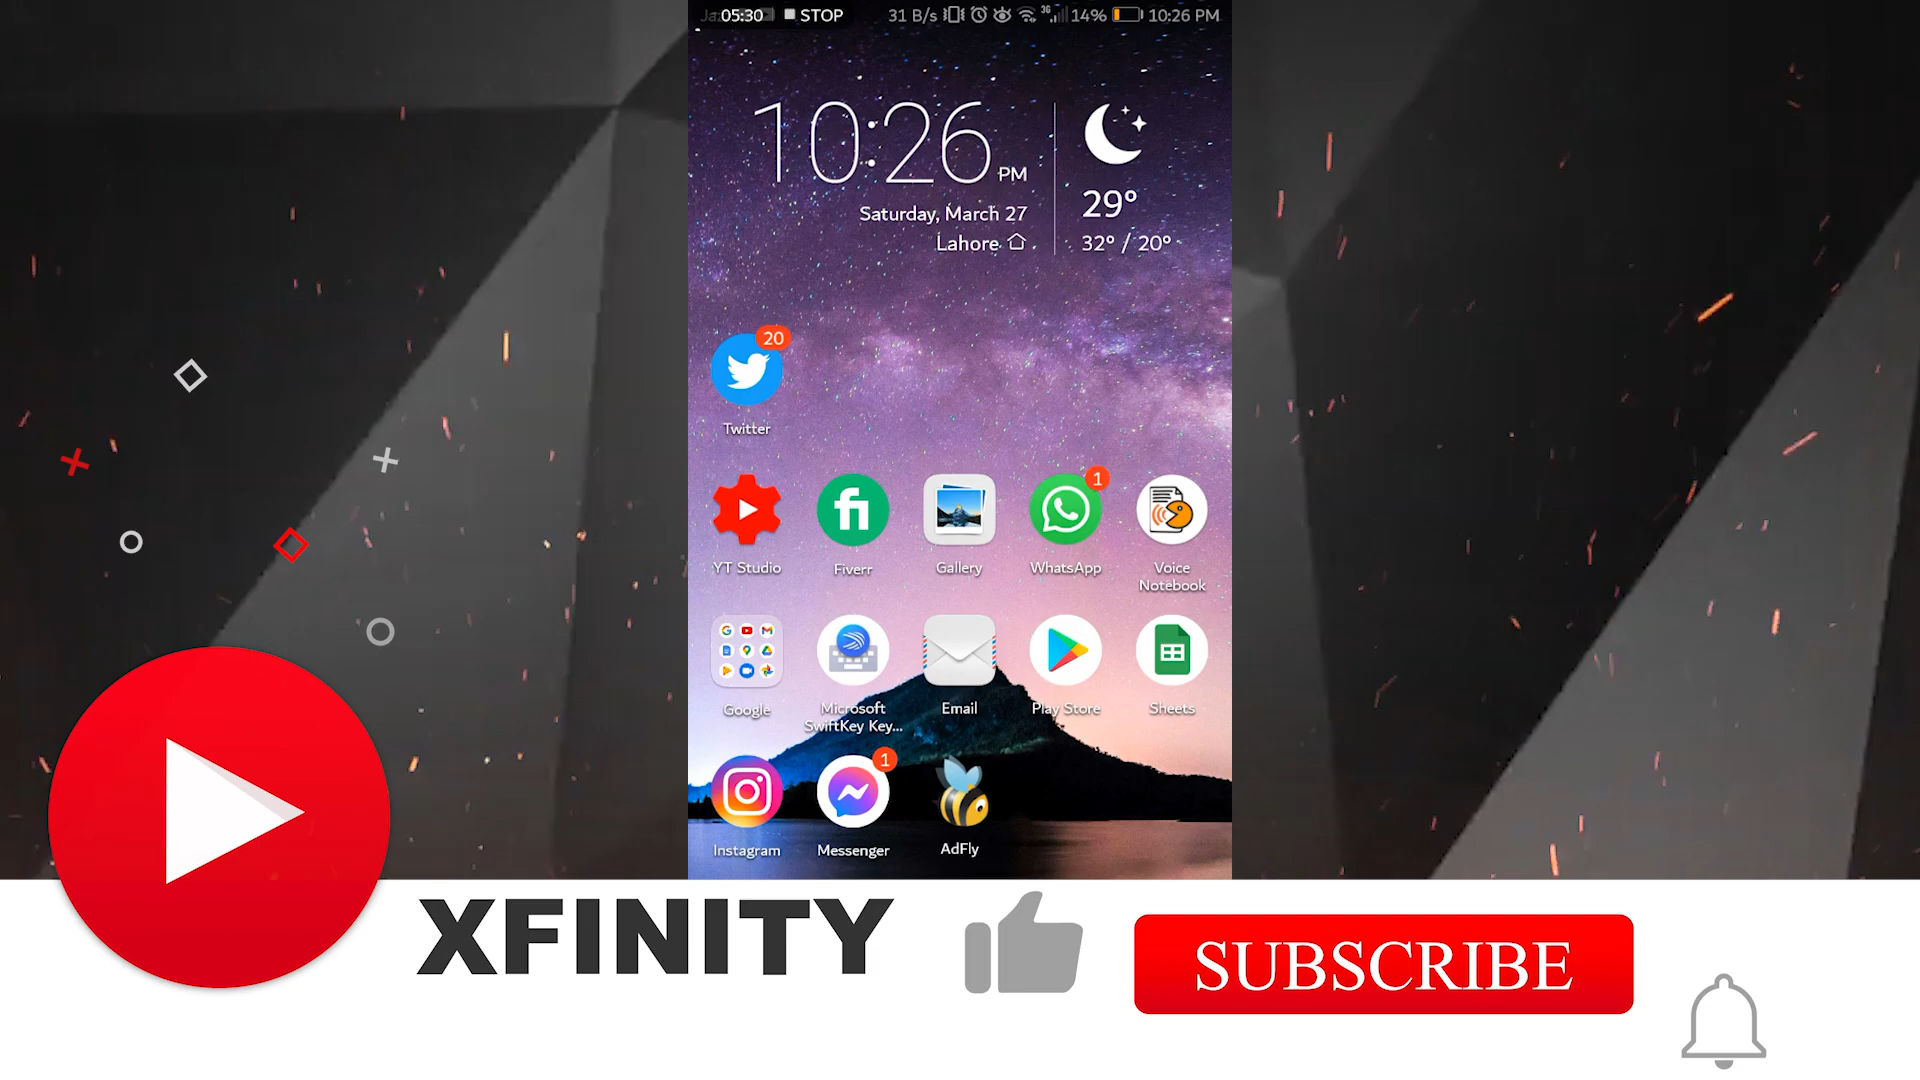 05:30 STOP 31 B/s 3G 14% 10:26 PM
10:26 PM
29°
Saturday, March 27
Lahore
32° / 20°
20
Twitter
1
YT Studio
Fiverr
Gallery
WhatsApp
Voice
Notebook
Google
Microsoft
SwiftKey Key...
Email
Play Store
Sheets
1
Instagram
Messenger
AdFly
XFINITY
SUBSCRIBE